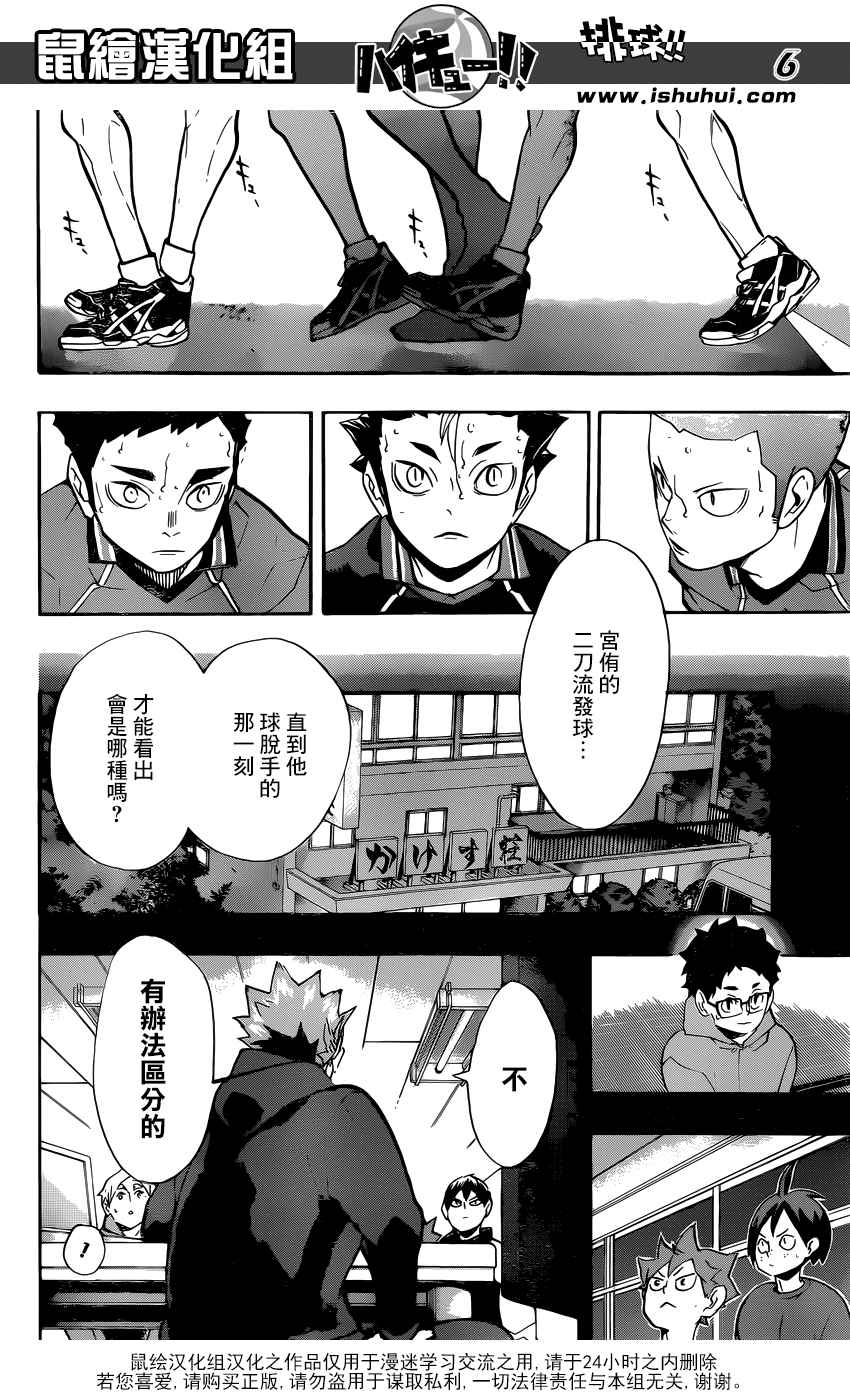 鼠繪漢化組
ハイキュー!!
排球!!
6
www.ishuhui.com
キュ
キュ
キュ
キュ
宮侑的
二刀流發球…
直到他
球脫手的
那一刻
才能看出
會是哪種嗎?
かけす荘
不
有辦法區分的
!
鼠绘汉化组汉化之作品仅用于漫迷学习交流之用, 请于24小时之内删除
若您喜爱, 请购买正版, 请勿盗用于谋取私利, 一切法律责任与本组无关, 谢谢。